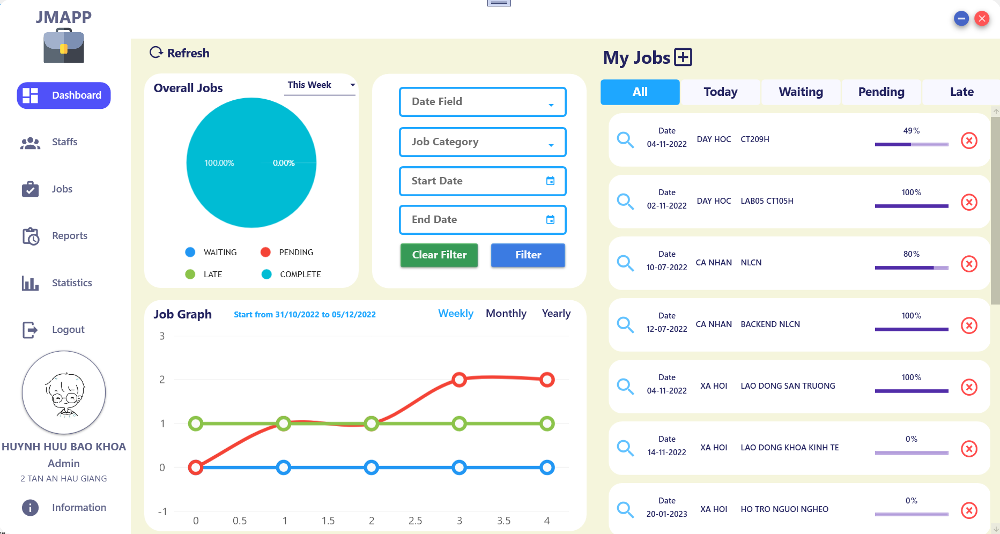 JMAPP
Dashboard
Staffs
Jobs
Reports
Statistics
Logout
HUYNH HUU BAO KHOA
Admin
2 TAN AN HAU GIANG
Information
Refresh
Overall Jobs
This Week
100.00%
0.00%
WAITING
PENDING
LATE
COMPLETE
Date Field
Job Category
Start Date
End Date
Clear Filter
Filter
Job Graph
Start from 31/10/2022 to 05/12/2022
Weekly
Monthly
Yearly
3
2
1
0
-1
0 0.5 1 1.5 2 2.5 3 3.5 4
My Jobs
All
Today
Waiting
Pending
Late
Date
04-11-2022
DAY HOC
CT209H
49%
Date
02-11-2022
DAY HOC
LAB05 CT105H
100%
Date
10-07-2022
CA NHAN
NLCN
80%
Date
12-07-2022
CA NHAN
BACKEND NLCN
100%
Date
04-11-2022
XA HOI
LAO DONG SAN TRUONG
100%
Date
14-11-2022
XA HOI
LAO DONG KHOA KINH TE
0%
Date
20-01-2023
XA HOI
HO TRO NGUOI NGHEO
0%